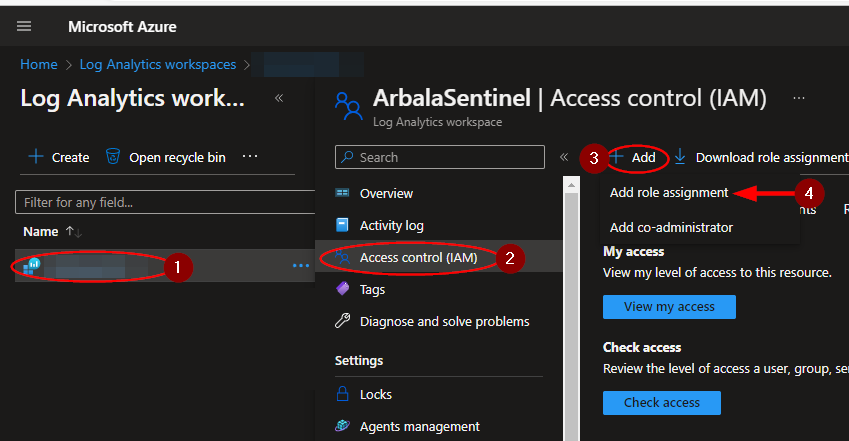 Microsoft Azure
Home > Log Analytics workspaces >
Log Analytics work... «
+ Create Open recycle bin ...
Filter for any field...
Name ↑↓
1
...
ArbalaSentinel | Access control (IAM) ...
Log Analytics workspace
Search «
Overview
Activity log
Access control (IAM) 2
Tags
Diagnose and solve problems
Settings
Locks
Agents management
3 + Add Download role assignment
Add role assignment 4
Add co-administrator
My access
View my level of access to this resource.
View my access
Check access
Review the level of access a user, group, se
Check access